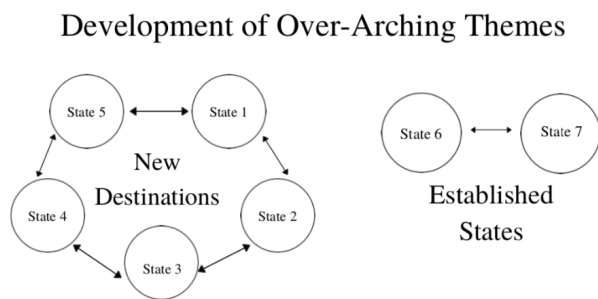 Development of Over-Arching Themes
State 5
State 1
State 6
State 7
New
Destinations
Established
States
State 4
State 2
State 3